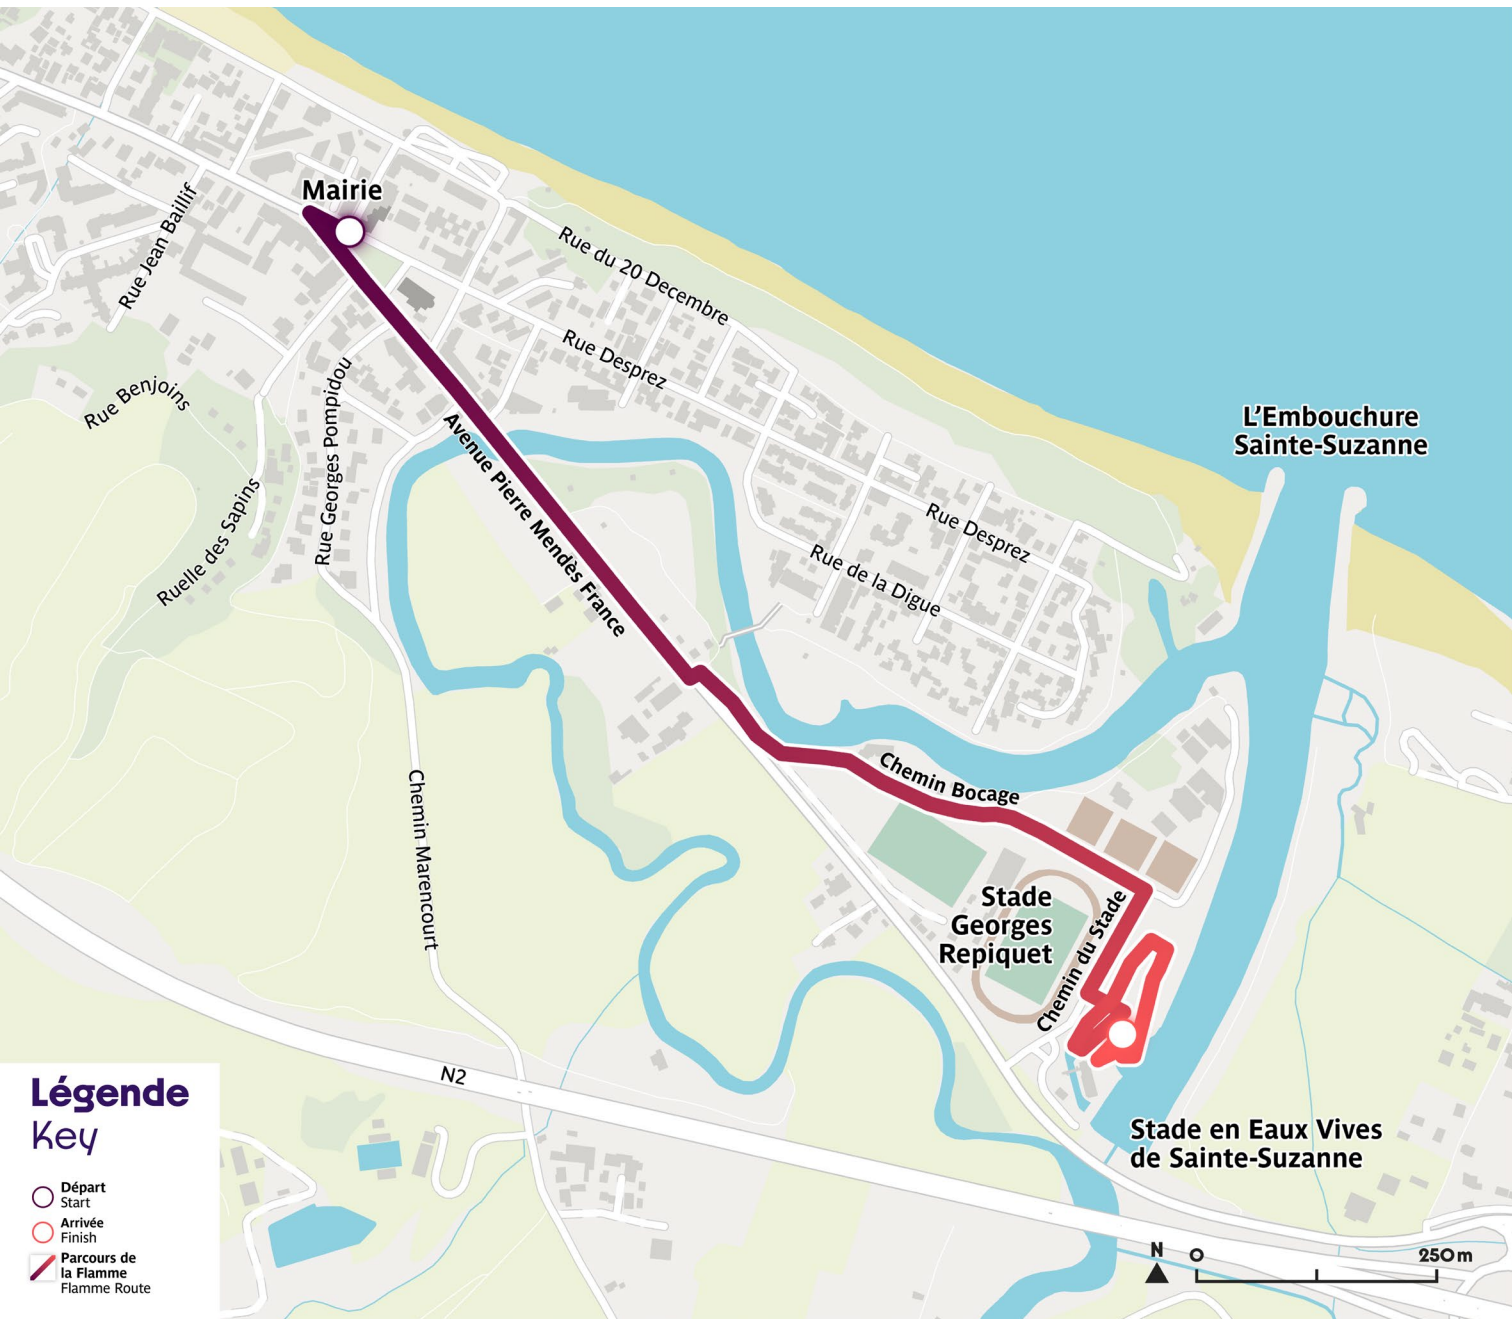 Mairie
Rue Jean Baillif
Rue du 20 Decembre
Rue Desprez
Rue Benjoins
Rue Georges Pompidou
Avenue Pierre Mendès France
L'Embouchure
Sainte-Suzanne
Ruelle des Sapins
Rue Desprez
Rue de la Digue
Chemin Marencourt
Chemin Bocage
Stade
Georges
Repiquet
Chemin du Stade
N2
Stade en Eaux Vives
de Sainte-Suzanne
Légende
Key
Départ
Start
Arrivée
Finish
Parcours de
la Flamme
Flamme Route
N 0 250 m